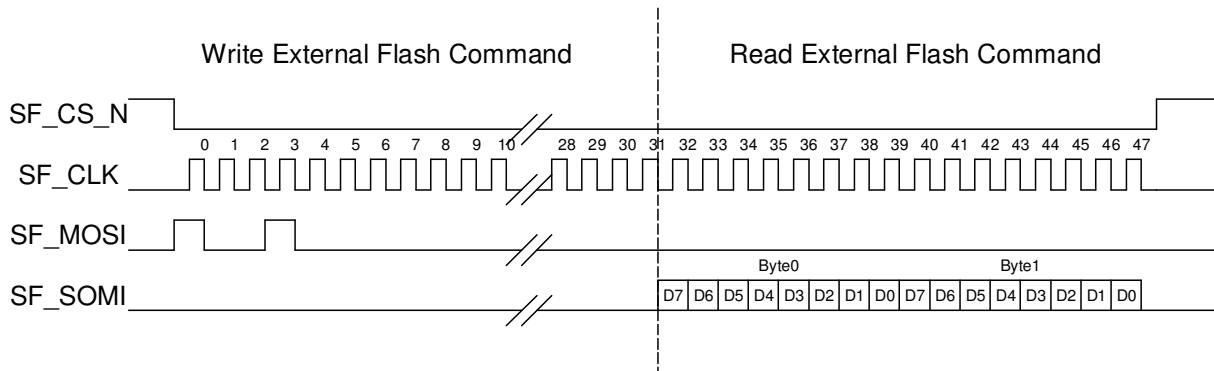 Write External Flash Command Read External Flash Command
SF_CS_N
0 1 2 3 4 5 6 7 8 9 10 28 29 30 31 32 33 34 35 36 37 38 39 40 41 42 43 44 45 46 47
SF_CLK
SF_MOSI
Byte0 Byte1
SF_SOMI D7 D6 D5 D4 D3 D2 D1 D0 D7 D6 D5 D4 D3 D2 D1 D0